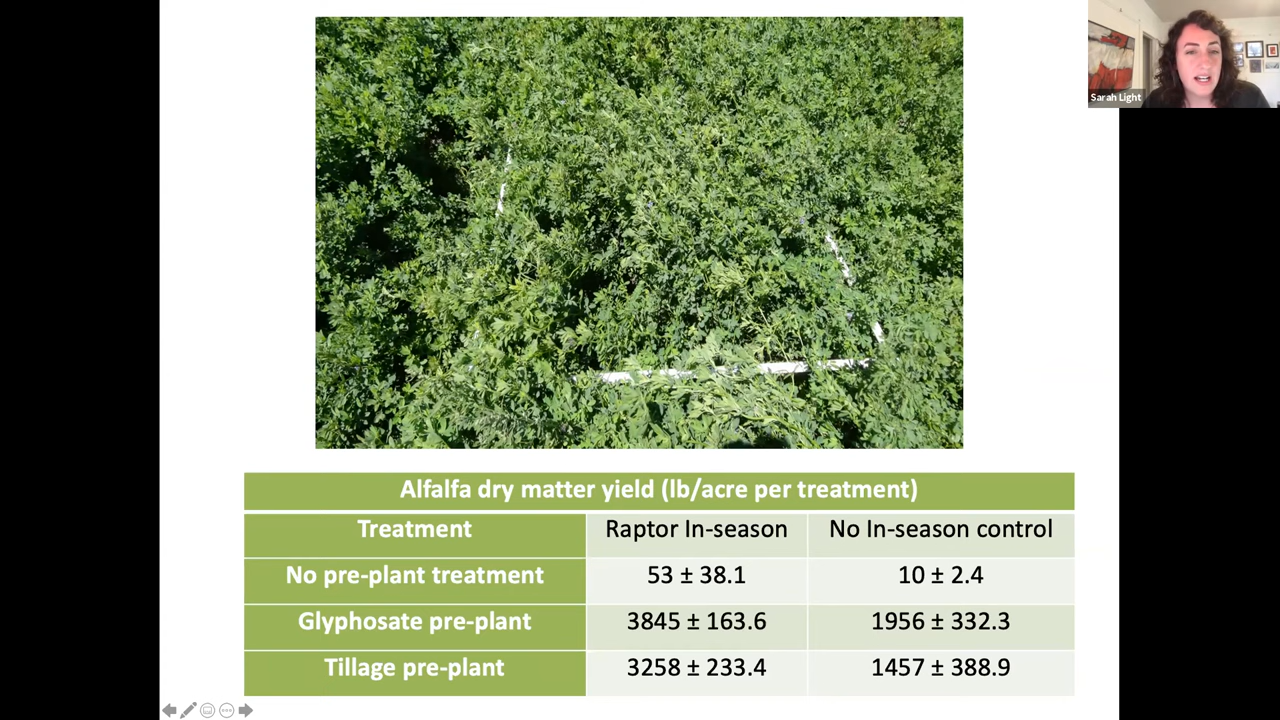 Sarah Light
Alfalfa dry matter yield (lb/acre per treatment)
Treatment Raptor In-season No In-season control
No pre-plant treatment 53 ± 38.1 10 ± 2.4
Glyphosate pre-plant 3845 ± 163.6 1956 ± 332.3
Tillage pre-plant 3258 ± 233.4 1457 ± 388.9